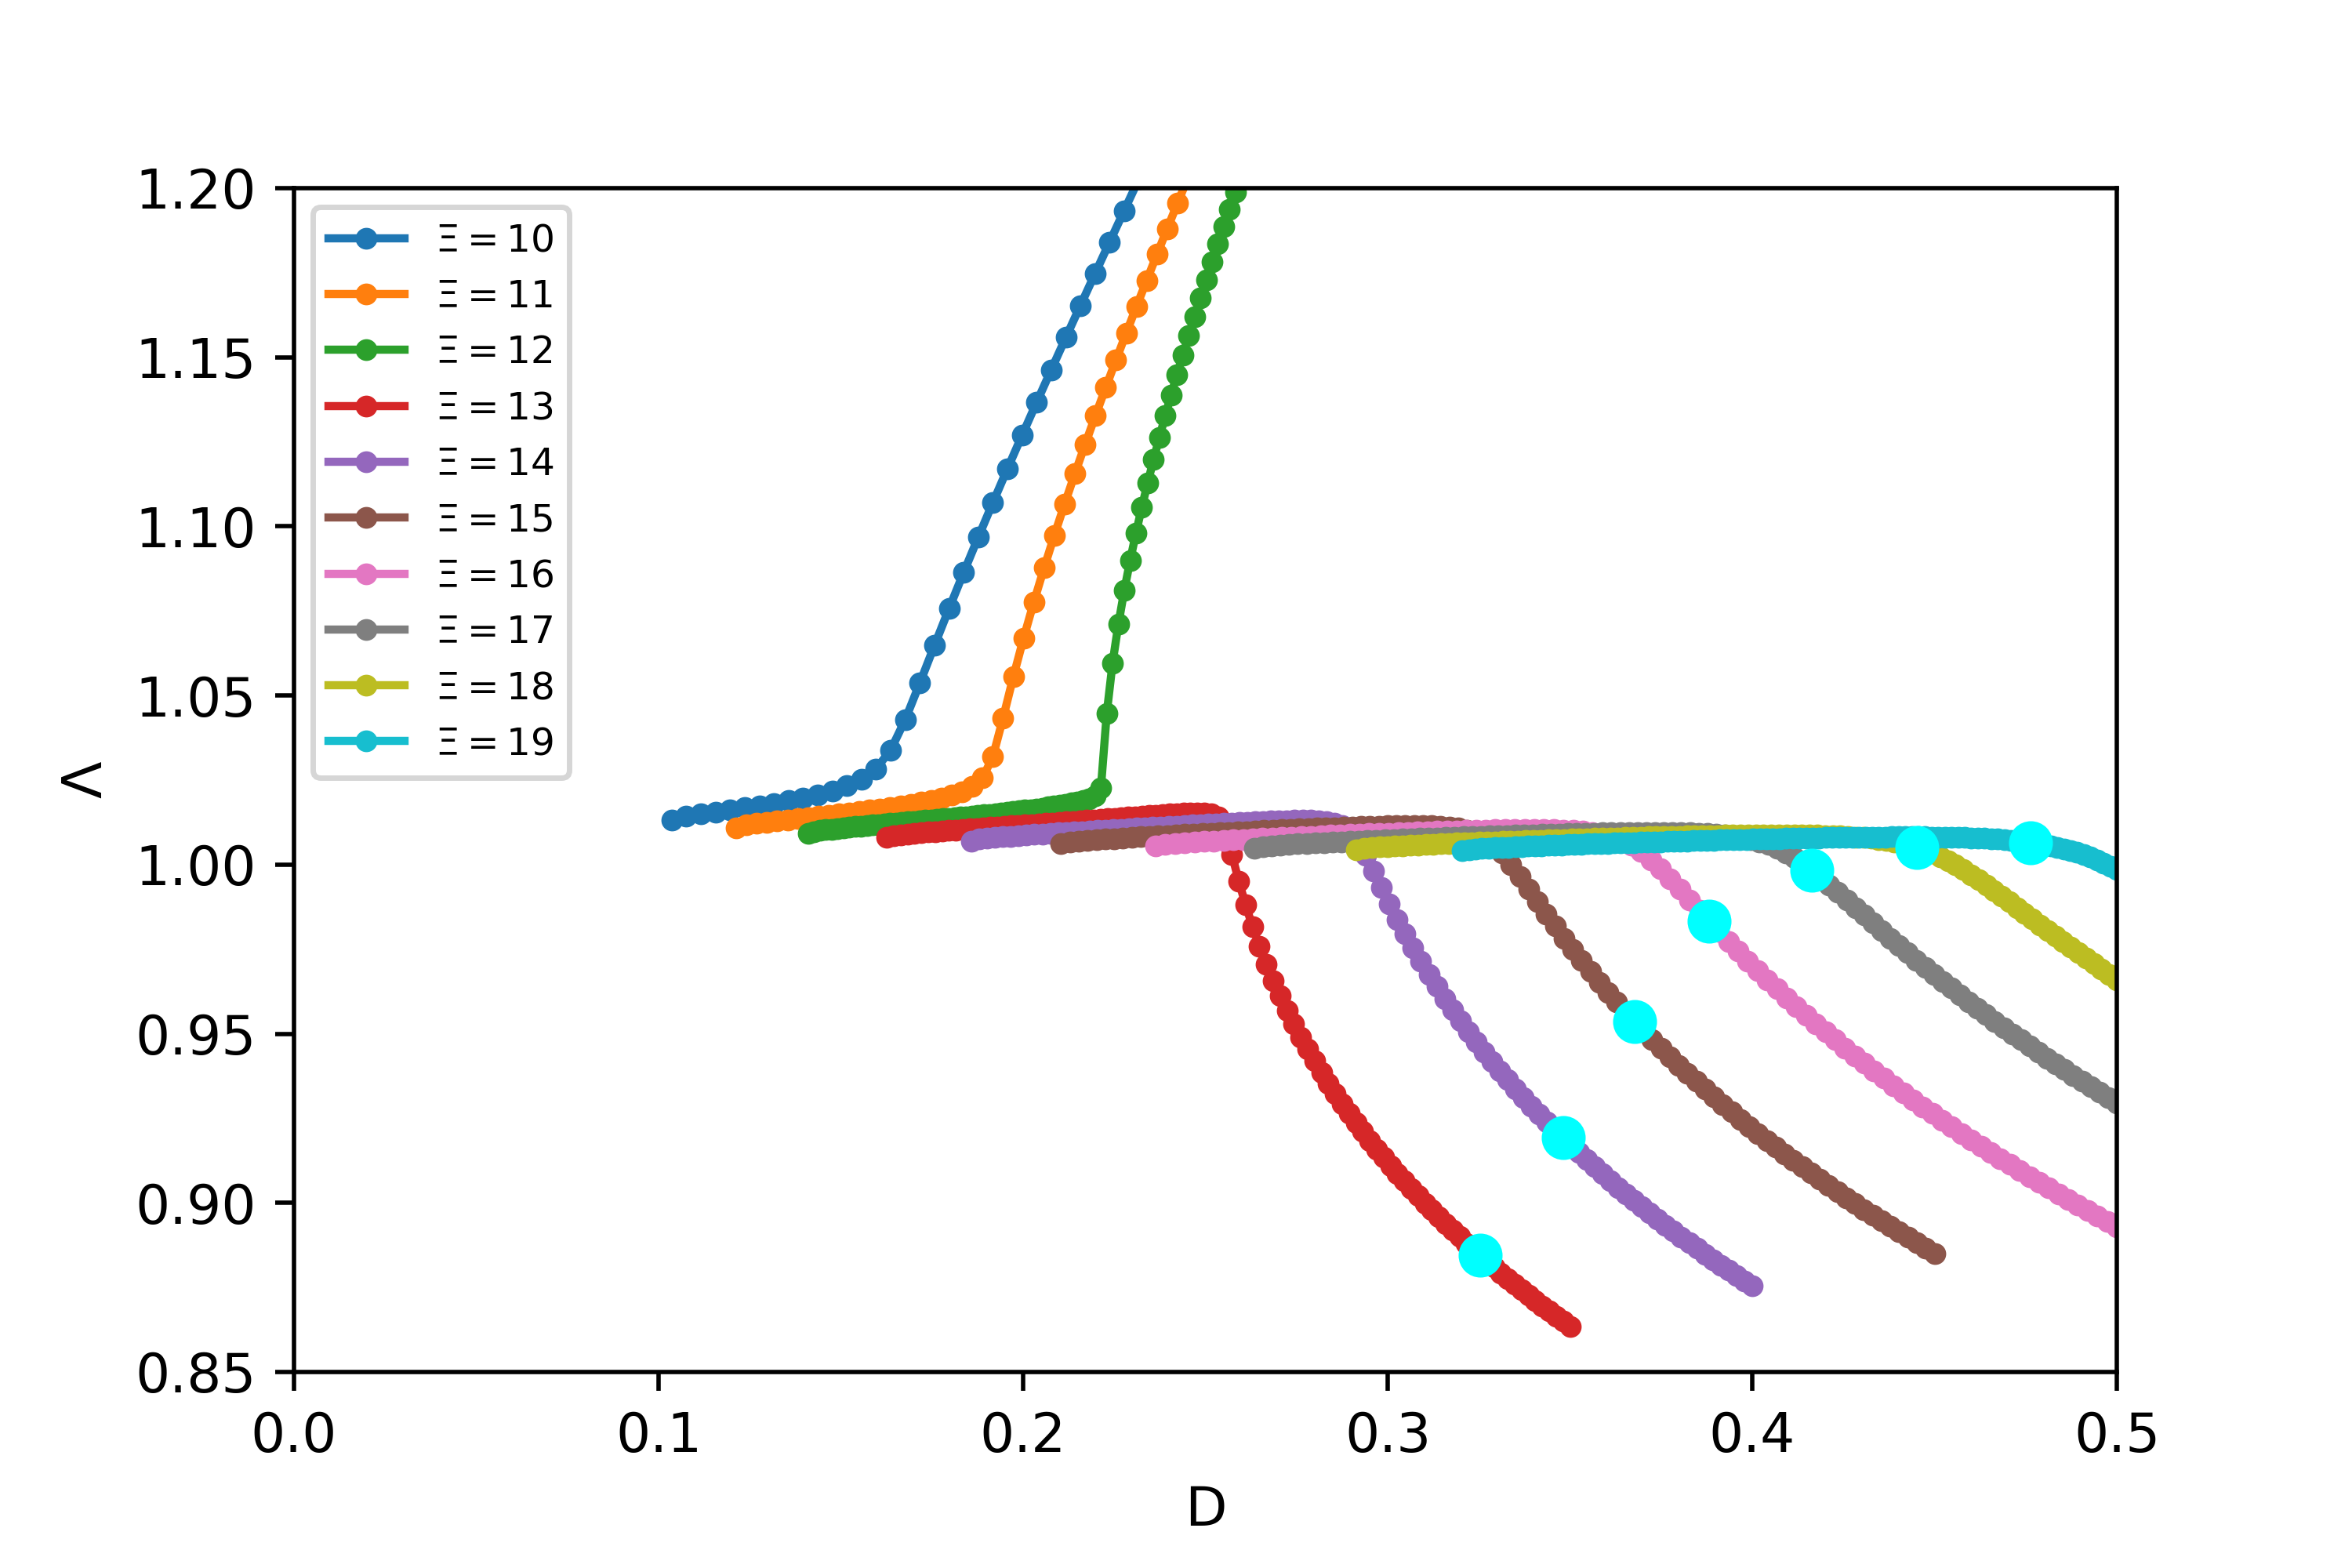 1.20
1.15
1.10
1.05
1.00
0.95
0.90
0.85
V
Ξ = 10
Ξ = 11
Ξ = 12
Ξ = 13
Ξ = 14
Ξ = 15
Ξ = 16
Ξ = 17
Ξ = 18
Ξ = 19
0.0 0.1 0.2 0.3 0.4 0.5
D